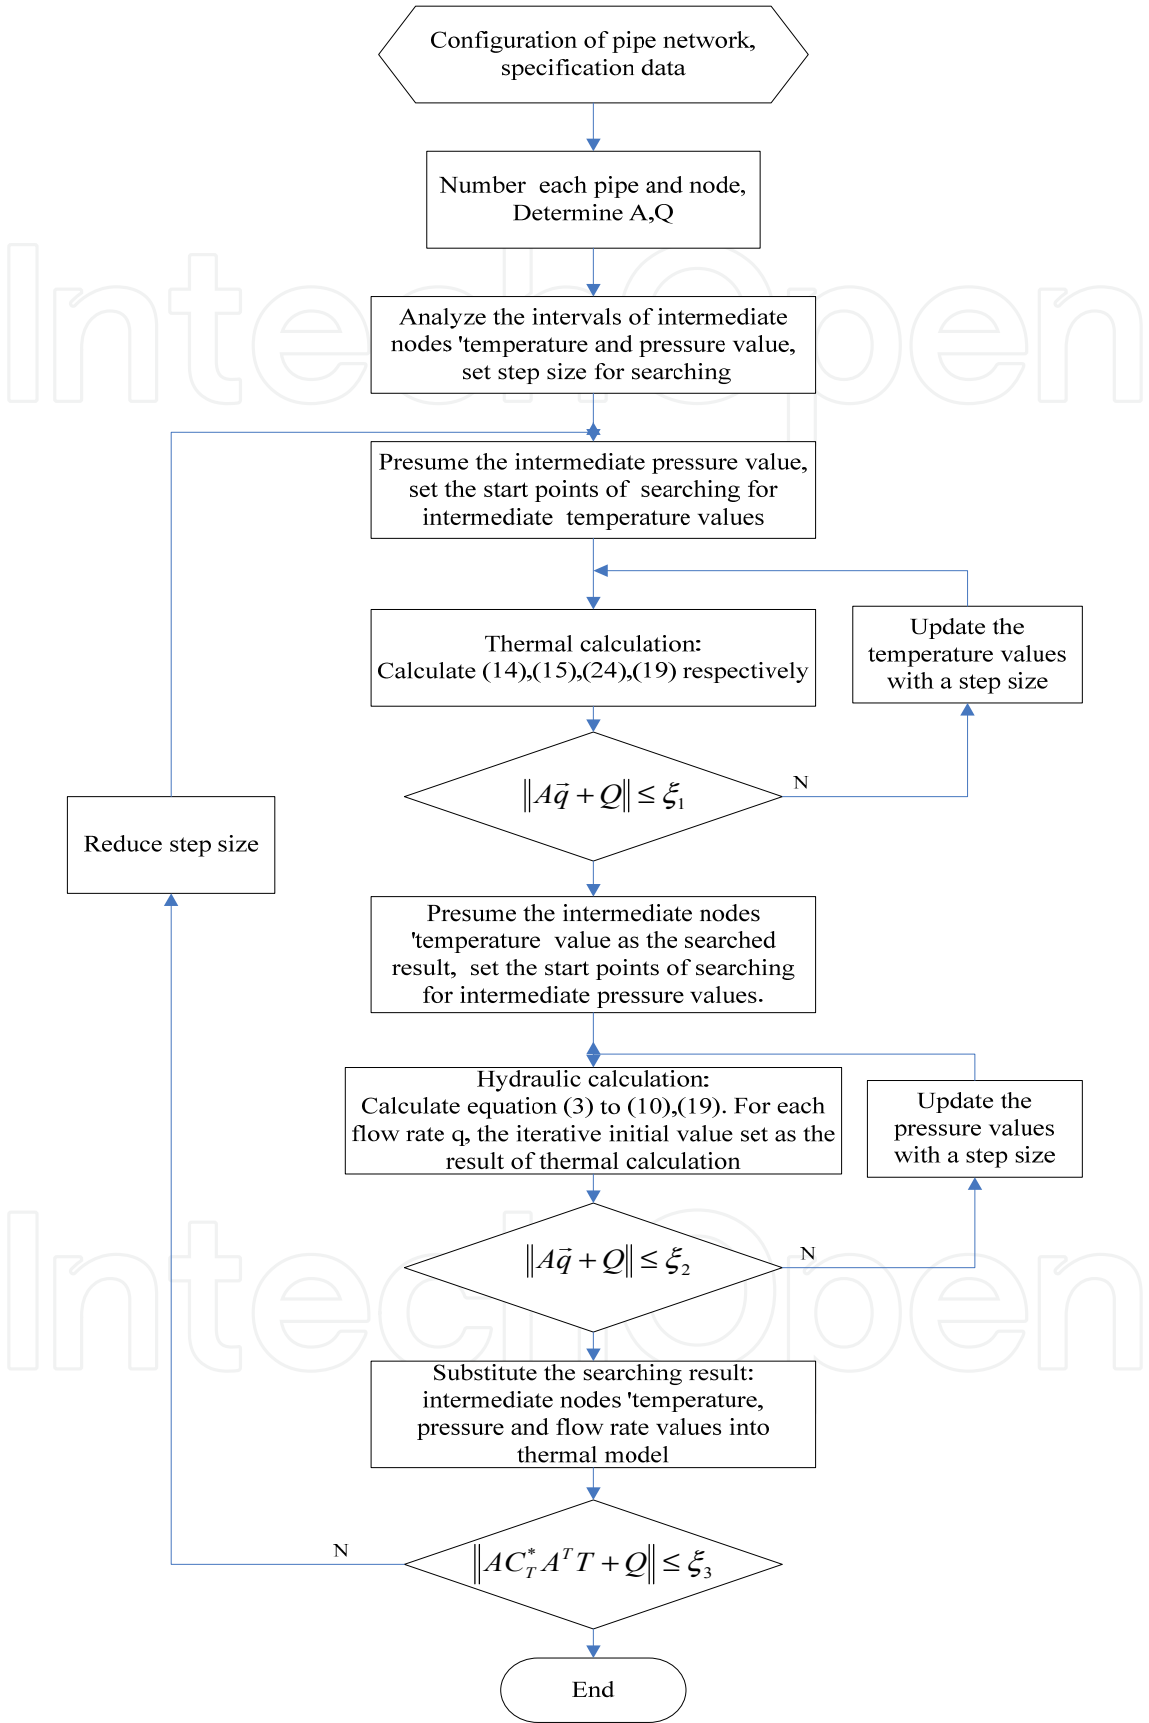 Configuration of pipe network,
specification data
Number each pipe and node,
Determine A,Q
Analyze the intervals of intermediate
nodes 'temperature and pressure value,
set step size for searching
Presume the intermediate pressure value,
set the start points of searching for
intermediate temperature values
Thermal calculation:
Calculate (14),(15),(24),(19) respectively
Update the
temperature values
with a step size
‖Aq⃗ + Q‖ ≤ ξ₁
N
Reduce step size
Presume the intermediate nodes
'temperature value as the searched
result, set the start points of searching
for intermediate pressure values.
Hydraulic calculation:
Calculate equation (3) to (10),(19). For each
flow rate q, the iterative initial value set as the
result of thermal calculation
Update the
pressure values
with a step size
‖Aq⃗ + Q‖ ≤ ξ₂
N
Substitute the searching result:
intermediate nodes 'temperature,
pressure and flow rate values into
thermal model
‖AC*_T A^T T + Q‖ ≤ ξ₃
N
End
IntechOpen
IntechOpen